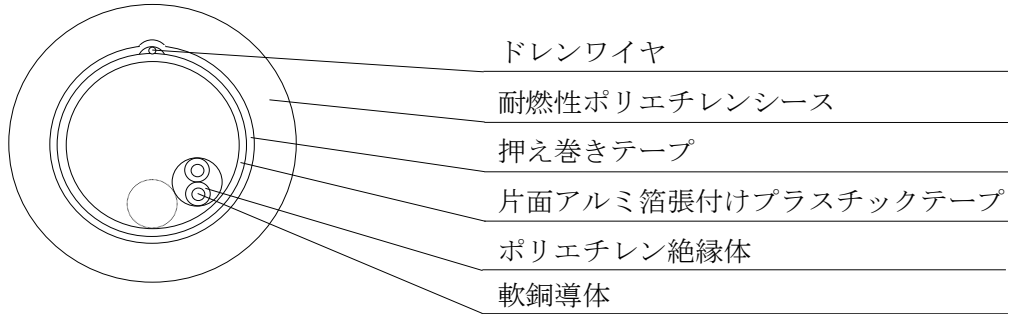 ドレンワイヤ
耐燃性ポリエチレンシース
押え巻きテープ
片面アルミ箔張付けプラスチックテープ
ポリエチレン絶縁体
軟銅導体